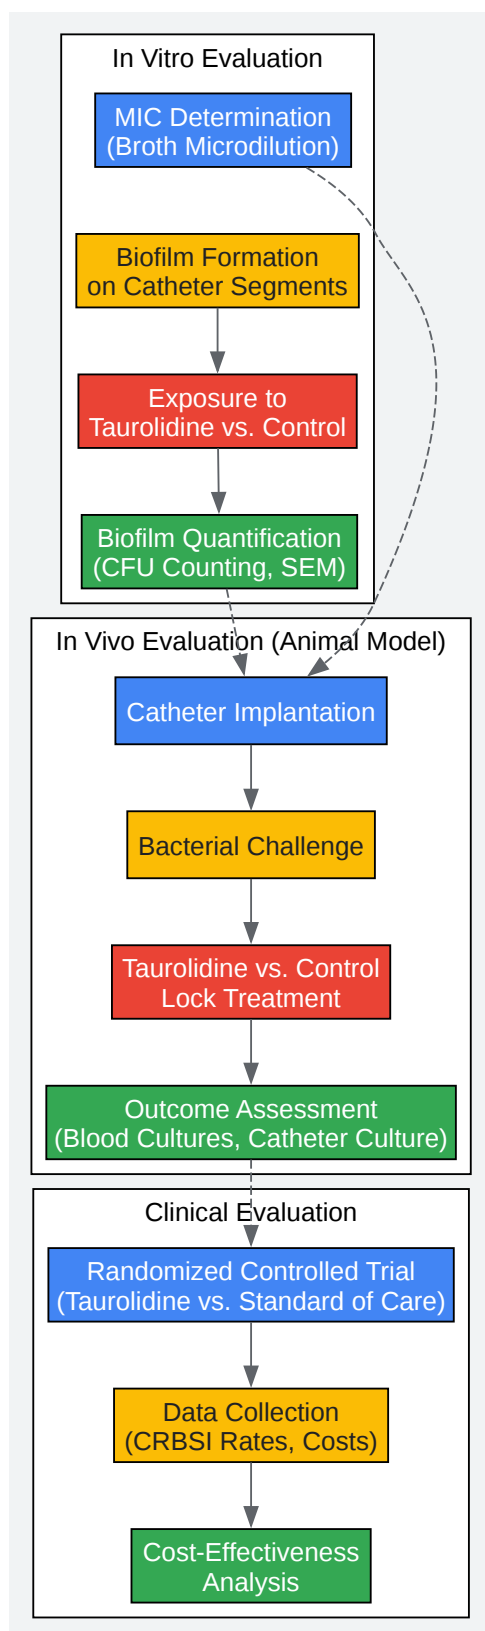 In Vitro Evaluation
MIC Determination
(Broth Microdilution)
Biofilm Formation
on Catheter Segments
Exposure to
Taurolidine vs. Control
Biofilm Quantification
(CFU Counting, SEM)
In Vivo Evaluation (Animal Model)
Catheter Implantation
Bacterial Challenge
Taurolidine vs. Control
Lock Treatment
Outcome Assessment
(Blood Cultures, Catheter Culture)
Clinical Evaluation
Randomized Controlled Trial
(Taurolidine vs. Standard of Care)
Data Collection
(CRBSI Rates, Costs)
Cost-Effectiveness
Analysis